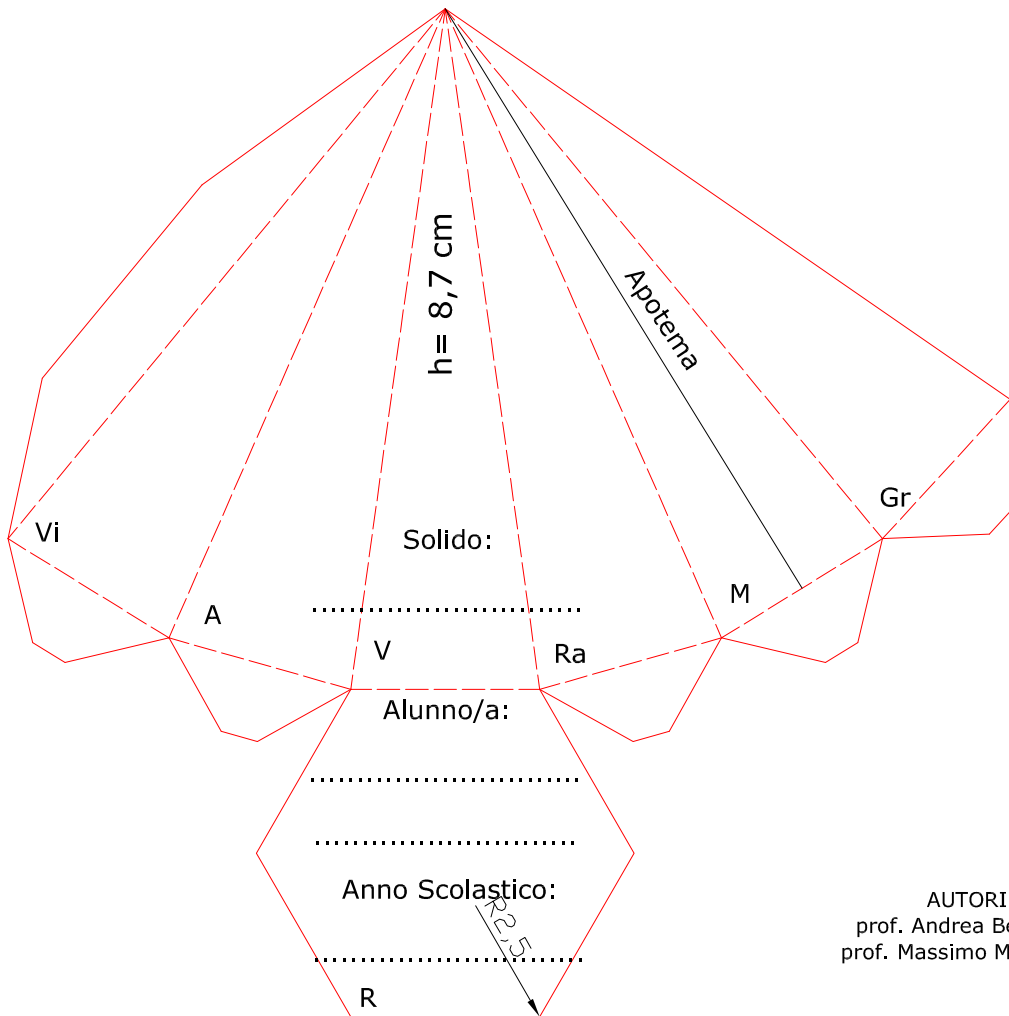 h= 8,7 cm
Apotema
Gr
Vi
Solido:
M
A
V
Ra
Alunno/a:
Anno Scolastico:
R2,5
R
AUTORI
prof. Andrea
prof. Massimo